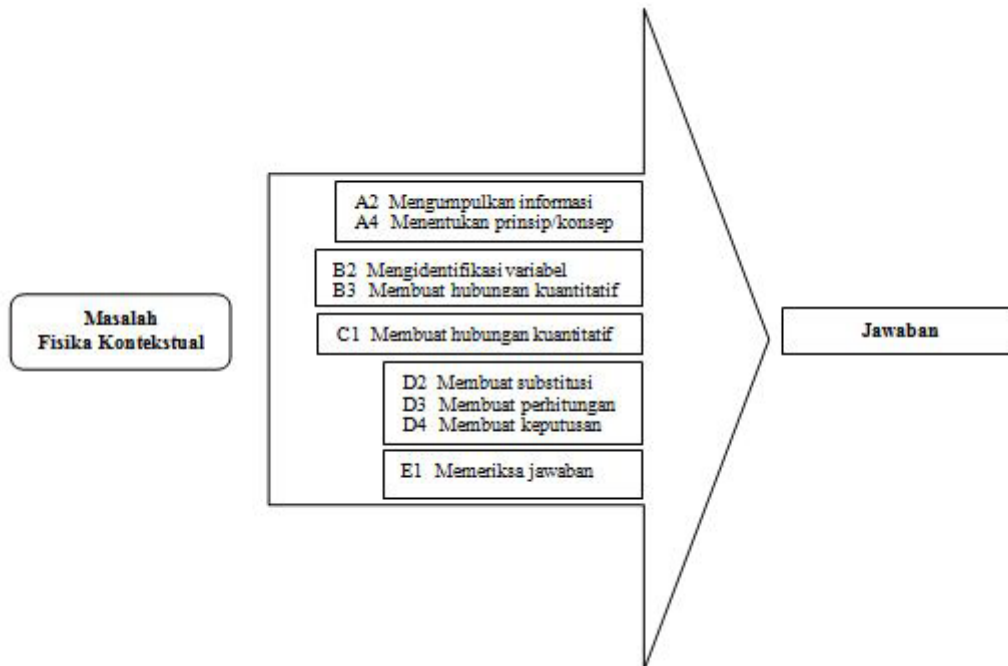 Masalah
Fisika Kontekstual
A2 Mengumpulkan informasi
A4 Menentukan prinsip/konsep
B2 Mengidentifikasi variabel
B3 Membuat hubungan kuantitatif
C1 Membuat hubungan kuantitatif
D2 Membuat substitusi
D3 Membuat perhitungan
D4 Membuat keputusan
E1 Memeriksa jawaban
Jawaban